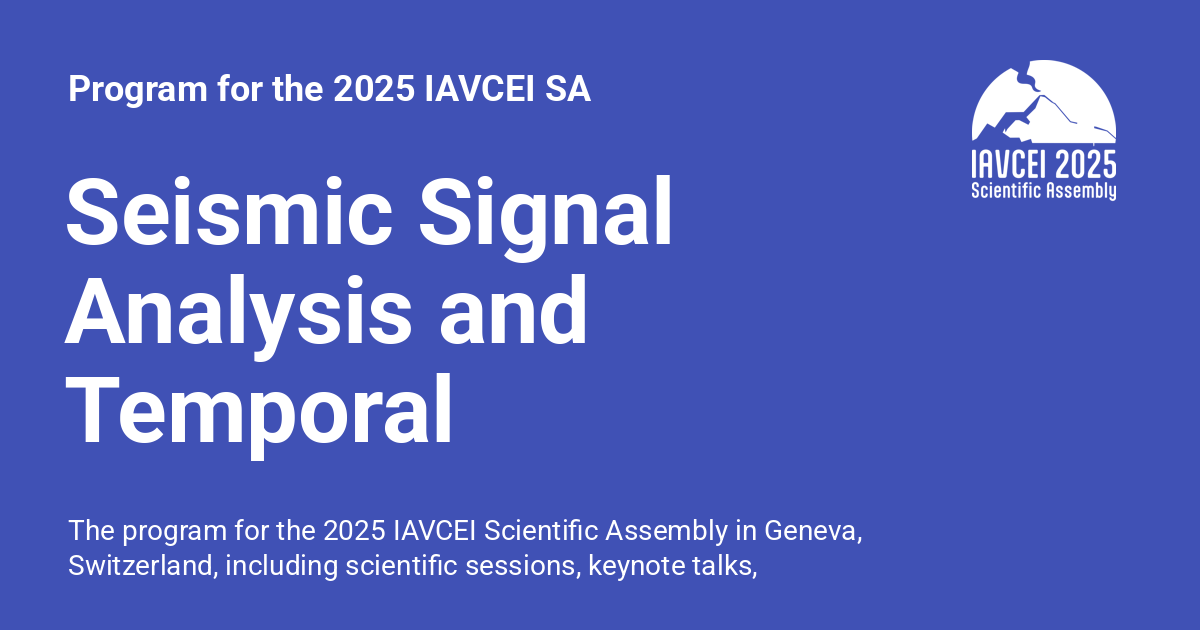 Program for the 2025 IAVCEI SA
IAVCEI 2025
Scientific Assembly
Seismic Signal
Analysis and
Temporal
The program for the 2025 IAVCEI Scientific Assembly in Geneva,
Switzerland, including scientific sessions, keynote talks,